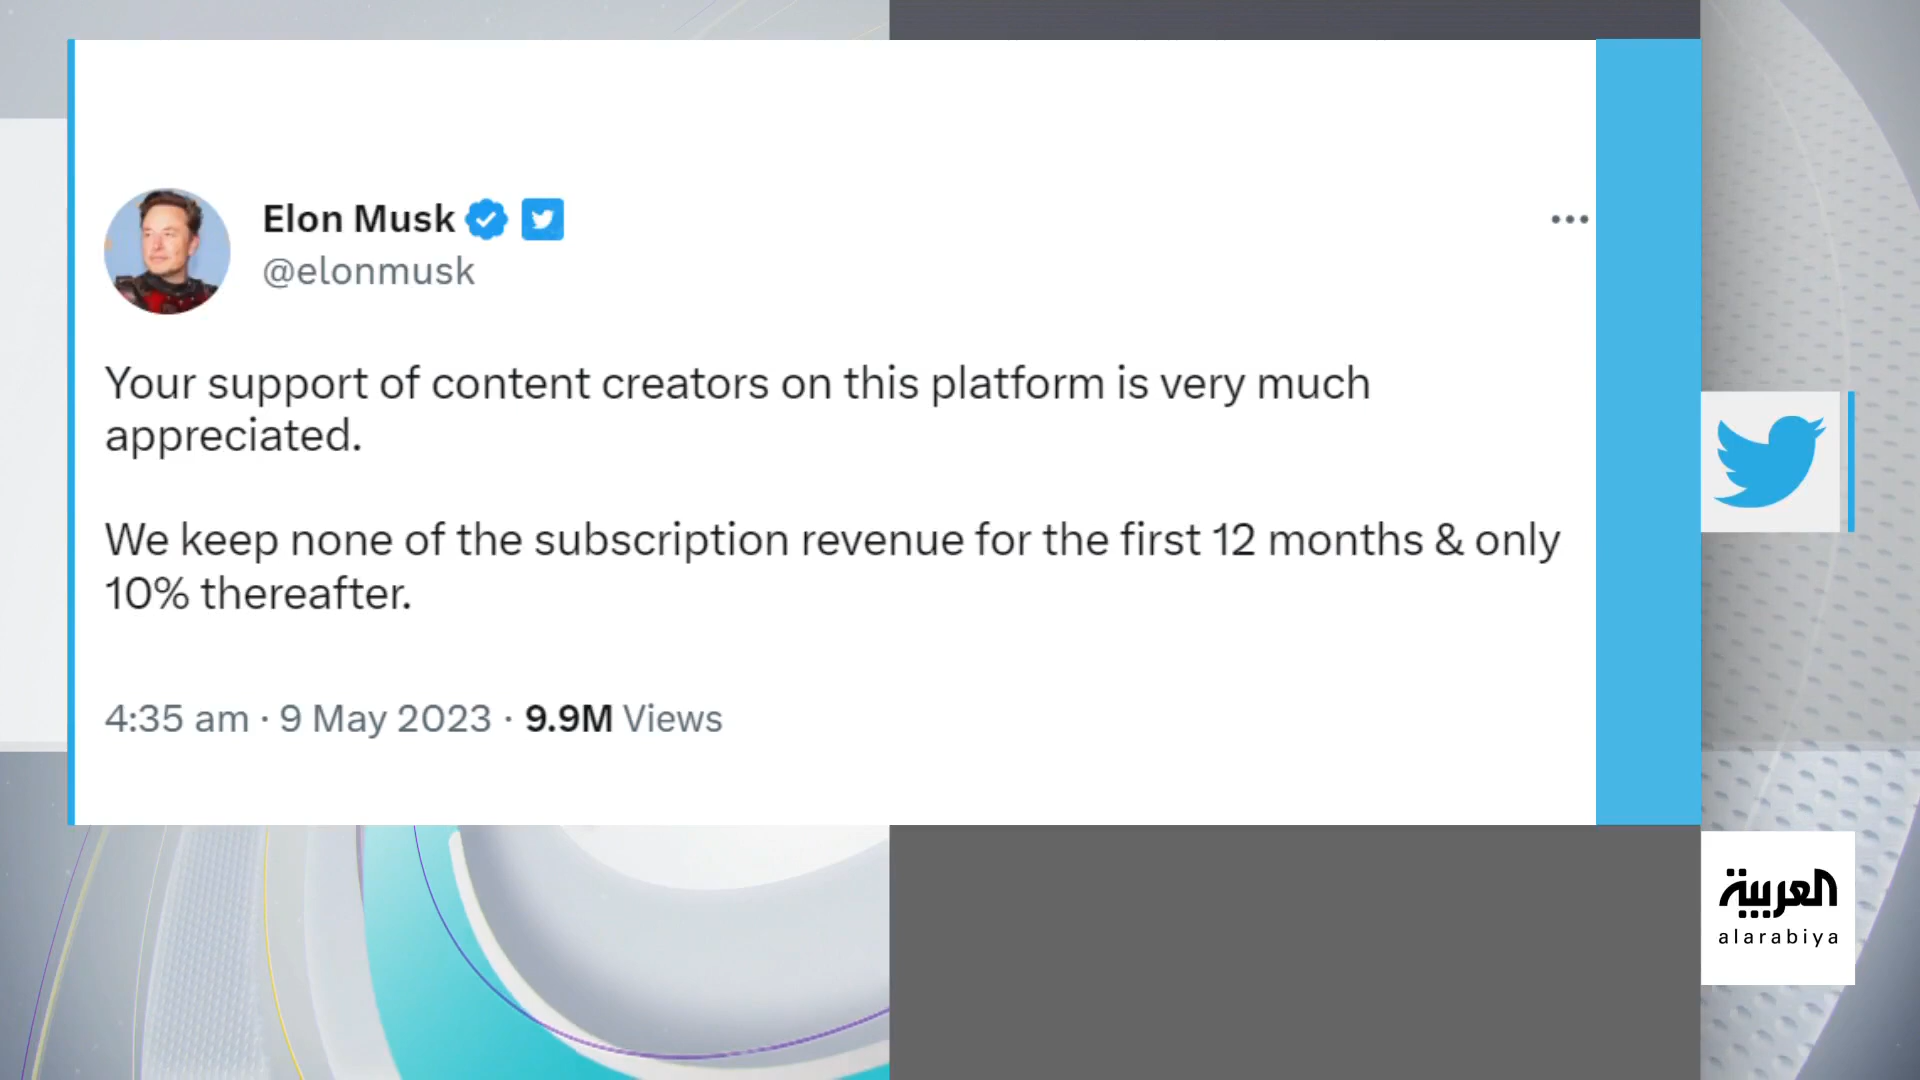 Elon Musk
@elonmusk
Your support of content creators on this platform is very much
appreciated.
We keep none of the subscription revenue for the first 12 months & only
10% thereafter.
4:35 am · 9 May 2023 · 9.9M Views
العربية
alarabiya